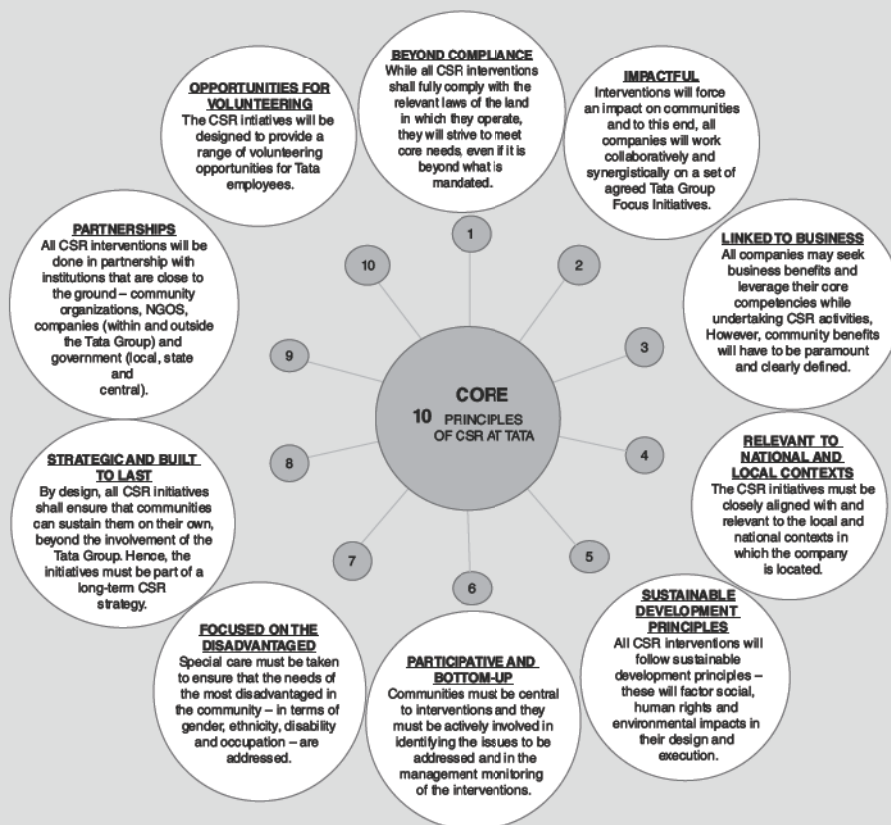 BEYOND COMPLIANCE
While all CSR interventions
shall fully comply with the
relevant laws of the land
in which they operate,
they will strive to meet
core needs, even if it is
beyond what is
mandated.
IMPACTFUL
Interventions will force
an impact on communities
and to this end, all
companies will work
collaboratively and
synergistically on a set of
agreed Tata Group
Focus Initiatives.
LINKED TO BUSINESS
All companies may seek
business benefits and
leverage their core
competencies while
undertaking CSR activities,
However, community benefits
will have to be paramount
and clearly defined.
RELEVANT TO
NATIONAL AND
LOCAL CONTEXTS
The CSR initiatives must be
closely aligned with and
relevant to the local and
national contexts in
which the company
is located.
SUSTAINABLE
DEVELOPMENT
PRINCIPLES
All CSR interventions will
follow sustainable
development principles –
these will factor social,
human rights and
environmental impacts in
their design and
execution.
PARTICIPATIVE AND
BOTTOM-UP
Communities must be central
to interventions and they
must be actively involved in
identifying the issues to be
addressed and in the
management monitoring
of the interventions.
FOCUSED ON THE
DISADVANTAGED
Special care must be taken
to ensure that the needs of
the most disadvantaged in
the community – in terms of
gender, ethnicity, disability
and occupation – are
addressed.
STRATEGIC AND BUILT
TO LAST
By design, all CSR initiatives
shall ensure that communities
can sustain them on their own,
beyond the involvement of the
Tata Group. Hence, the
initiatives must be part of a
long-term CSR
strategy.
PARTNERSHIPS
All CSR interventions will be
done in partnership with
institutions that are close to
the ground – community
organizations, NGOS,
companies (within and outside
the Tata Group) and
government (local, state
and
central).
OPPORTUNITIES FOR
VOLUNTEERING
The CSR intiatives will be
designed to provide a
range of volunteering
opportunities for Tata
employees.
1
2
3
4
5
6
7
8
9
10
CORE
10 PRINCIPLES
OF CSR AT TATA